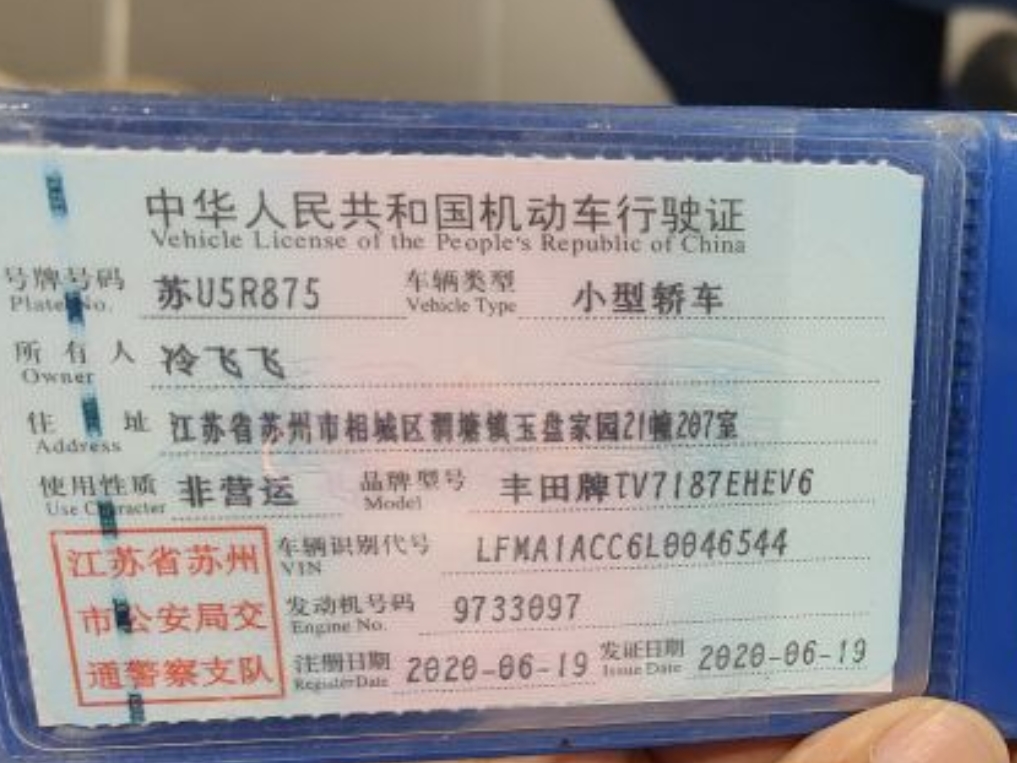 中华人民共和国机动车行驶证
Vehicle License of the People's Republic of China
号牌号码 苏U5R875 车辆类型 小型轿车
Plate No. Vehicle Type
所有人 冷飞飞
Owner
住址 江苏省苏州市相城区渭塘镇玉盘家园21幢207室
Address
使用性质 非营运 品牌型号 丰田牌TV7187EHEV6
Use Character Model
车辆识别代号 LFMA1ACC6L0046544
VIN
发动机号码 9733097
Engine No.
注册日期 2020-06-19 发证日期 2020-06-19
Register Date Issue Date
江苏省苏州
市公安局交
通警察支队